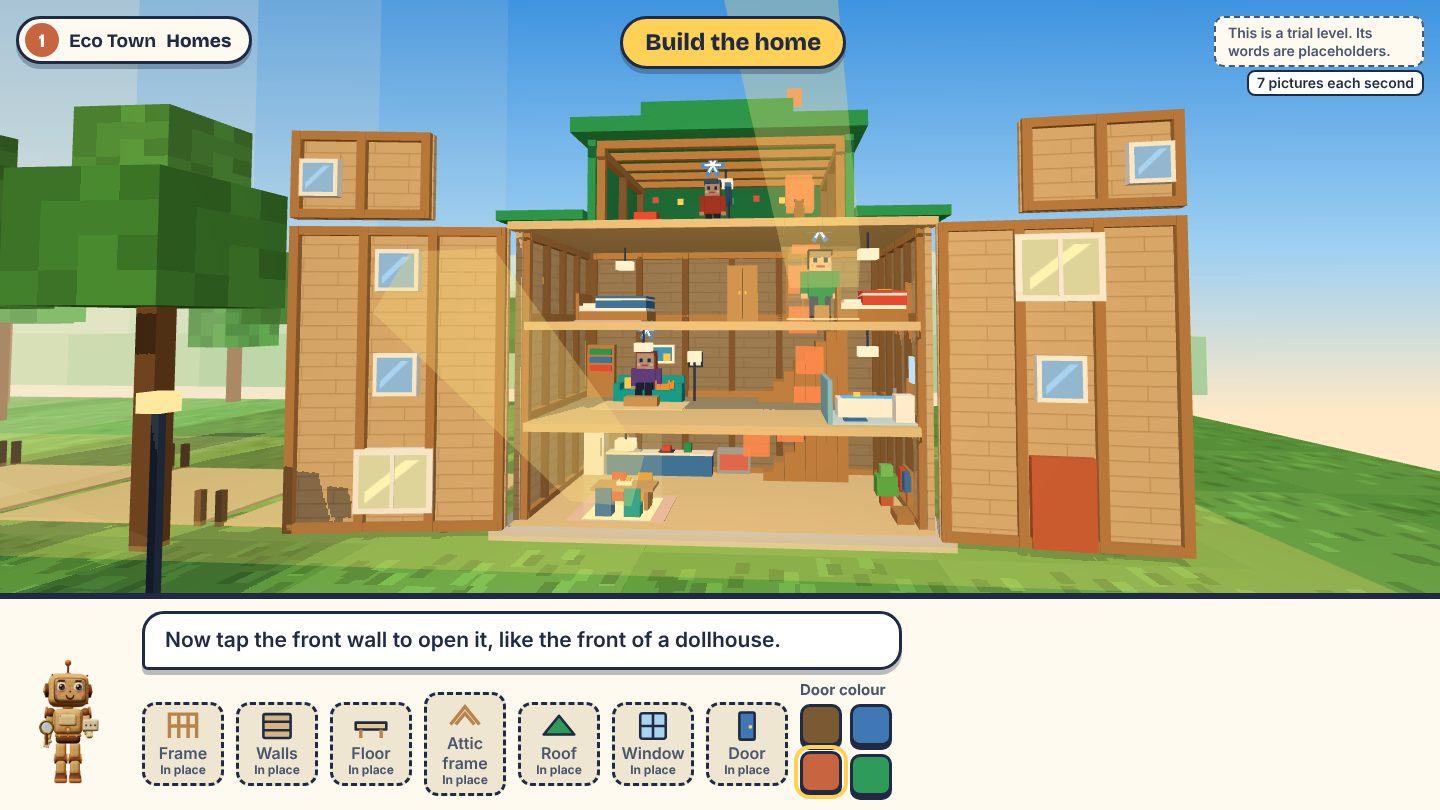 1 Eco Town Homes
Build the home
This is a trial level. Its
words are placeholders.
7 pictures each second
Now tap the front wall to open it, like the front of a dollhouse.
Door colour
Frame
In place
Walls
In place
Floor
In place
Attic
frame
In place
Roof
In place
Window
In place
Door
In place